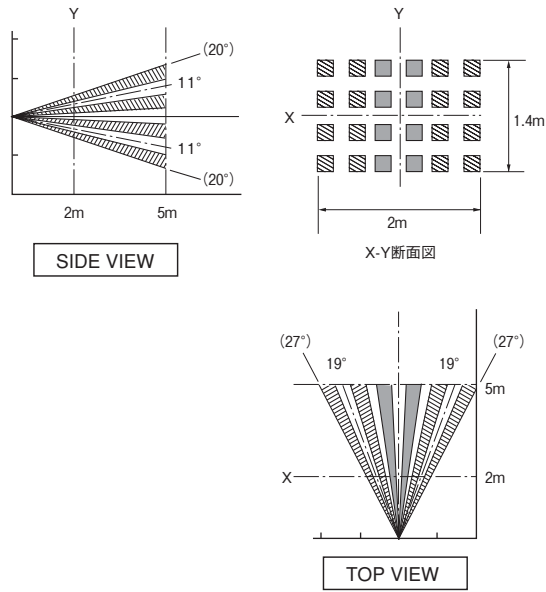 Y
(20°)
11°
11°
(20°)
2m
5m
SIDE VIEW
Y
X
1.4m
2m
X-Y断面図
(27°)
19°
19°
(27°)
5m
X
2m
TOP VIEW